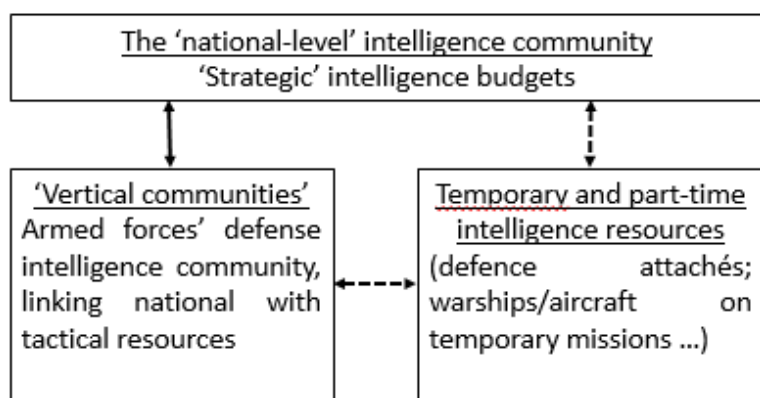 The ‘national-level’ intelligence community
‘Strategic’ intelligence budgets
‘Vertical communities’
Armed forces’ defense
intelligence community,
linking national with
tactical resources
Temporary and part-time
intelligence resources
(defence attachés;
warships/aircraft on
temporary missions ...)